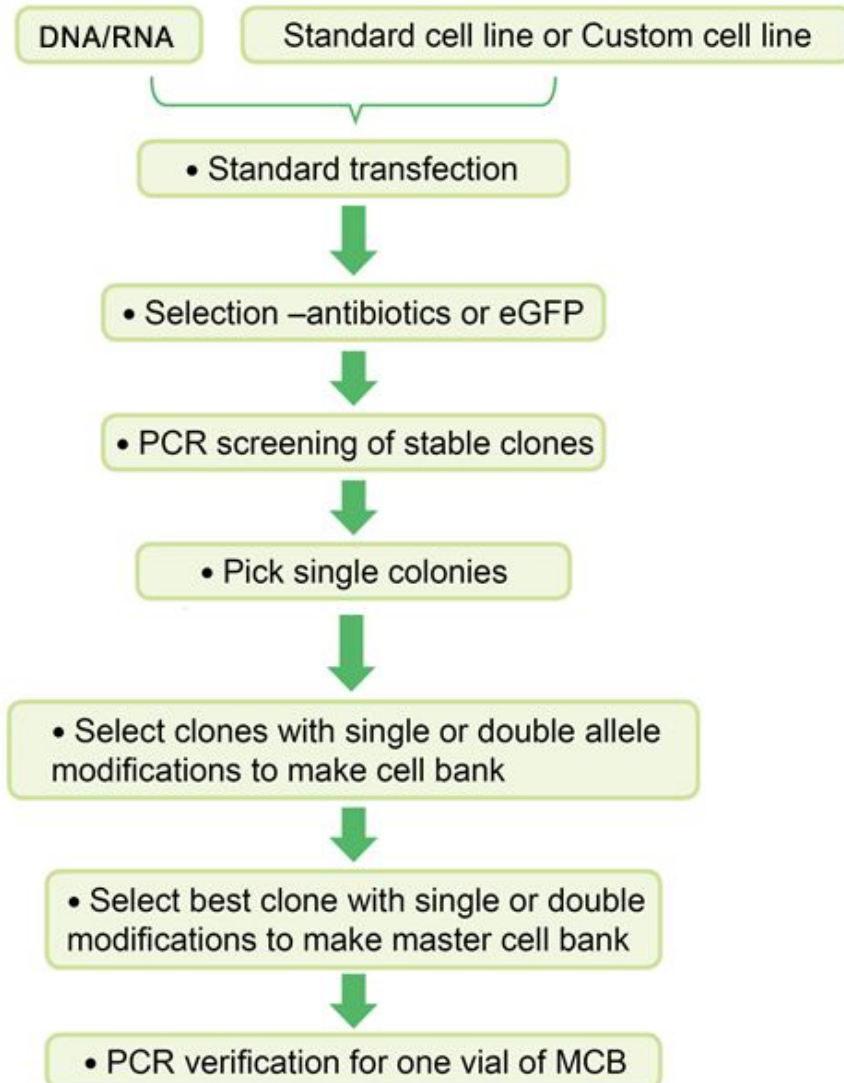 DNA/RNA
Standard cell line or Custom cell line
• Standard transfection
• Selection –antibiotics or eGFP
• PCR screening of stable clones
• Pick single colonies
• Select clones with single or double allele
modifications to make cell bank
• Select best clone with single or double
modifications to make master cell bank
• PCR verification for one vial of MCB